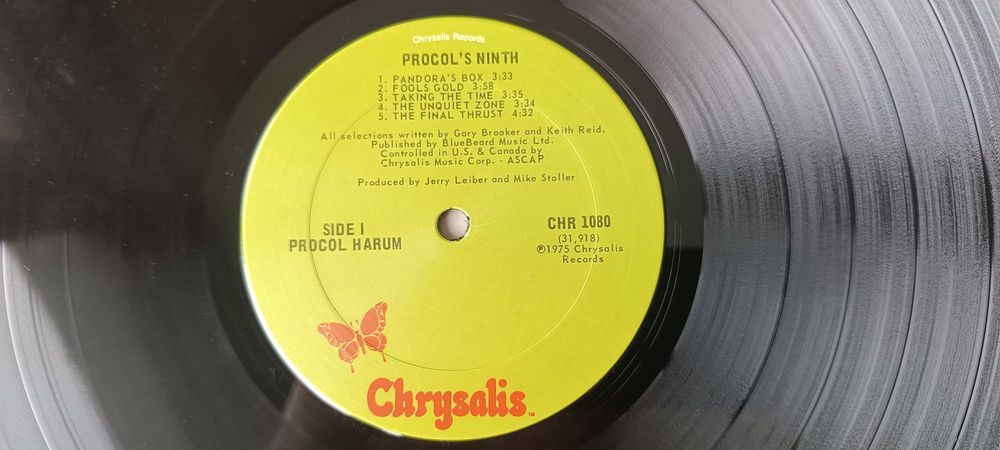 Chrysalis Records
PROCOL'S NINTH
1. PANDORA'S BOX 3:33
2. FOOLS GOLD 3:58
3. TAKING THE TIME 3:35
4. THE UNQUIET ZONE 3:34
5. THE FINAL THRUST 4:32
All selections written by Gary Brooker and Keith Reid.
Published by BlueBeard Music Ltd.
Controlled in U.S. & Canada by
Chrysalis Music Corp. - ASCAP
Produced by Jerry Leiber and Mike Stoller
SIDE I
PROCOL HARUM
CHR 1080
(31,918)
℗1975 Chrysalis
Records
Chrysalis™